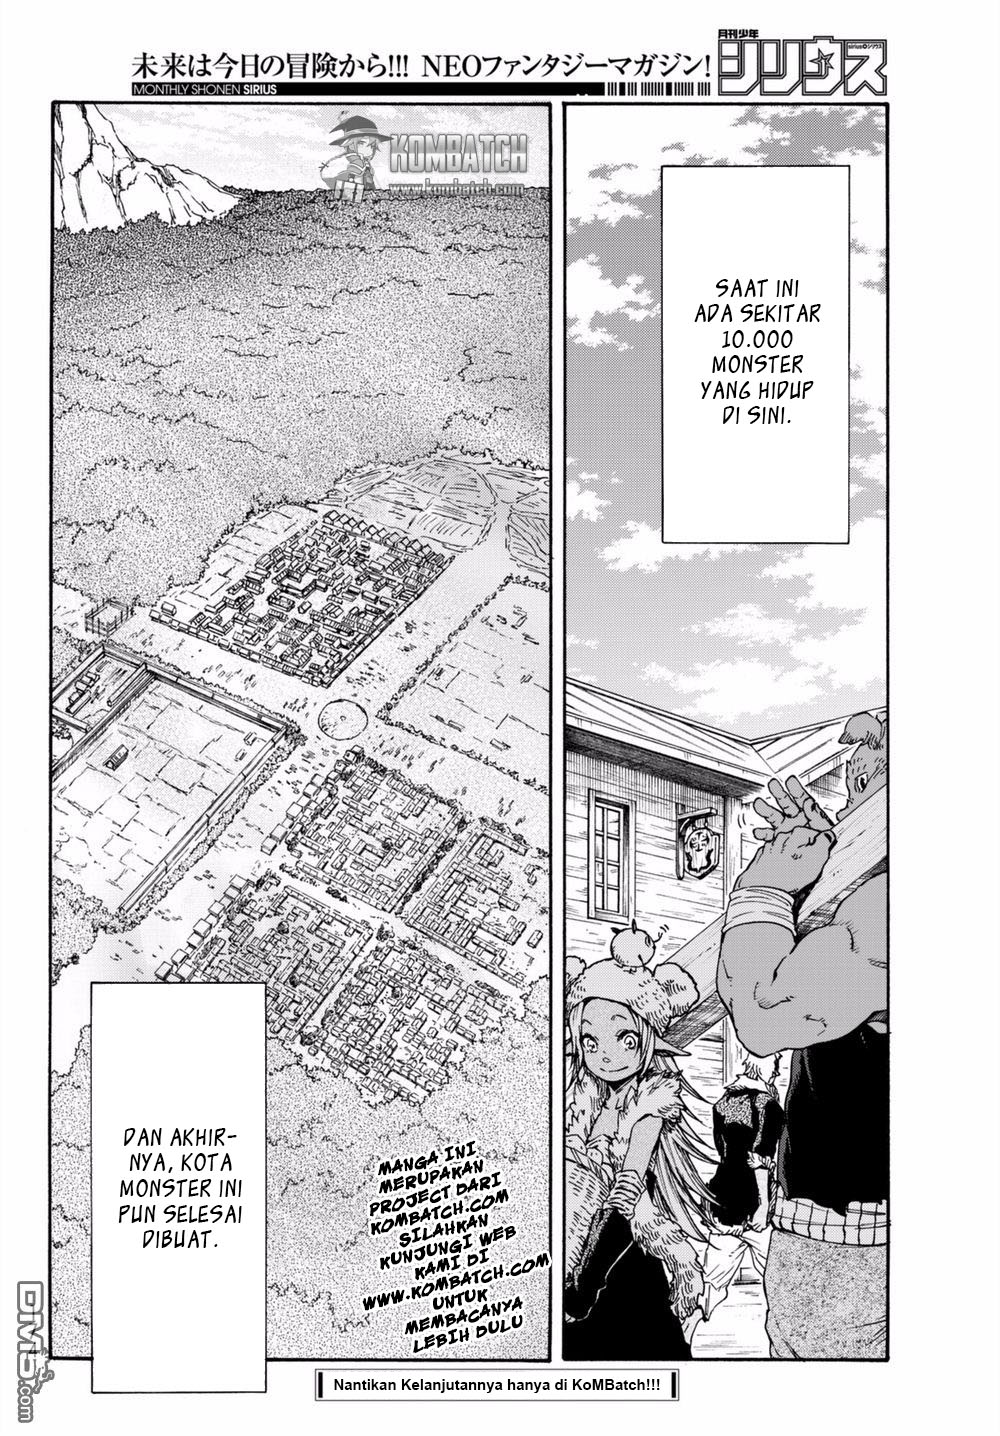 未来は今日の冒険から!!! NEOファンタジーマガジン!
月刊少年
シリウス
MONTHLY SHONEN SIRIUS
KOMBATCH
www.kombatch.com
SAAT INI
ADA SEKITAR
10.000
MONSTER
YANG HIDUP
DI SINI.
DAN AKHIR-
NYA, KOTA
MONSTER INI
PUN SELESAI
DIBUAT.
MANGA INI
MERUPAKAN
PROJECT DARI
KOMBATCH.COM
SILAHKAN
KUNJUNGI WEB
KAMI DI
WWW.KOMBATCH.COM
UNTUK
MEMBACANYA
LEBIH DULU
Nantikan Kelanjutannya hanya di KoMBatch!!!